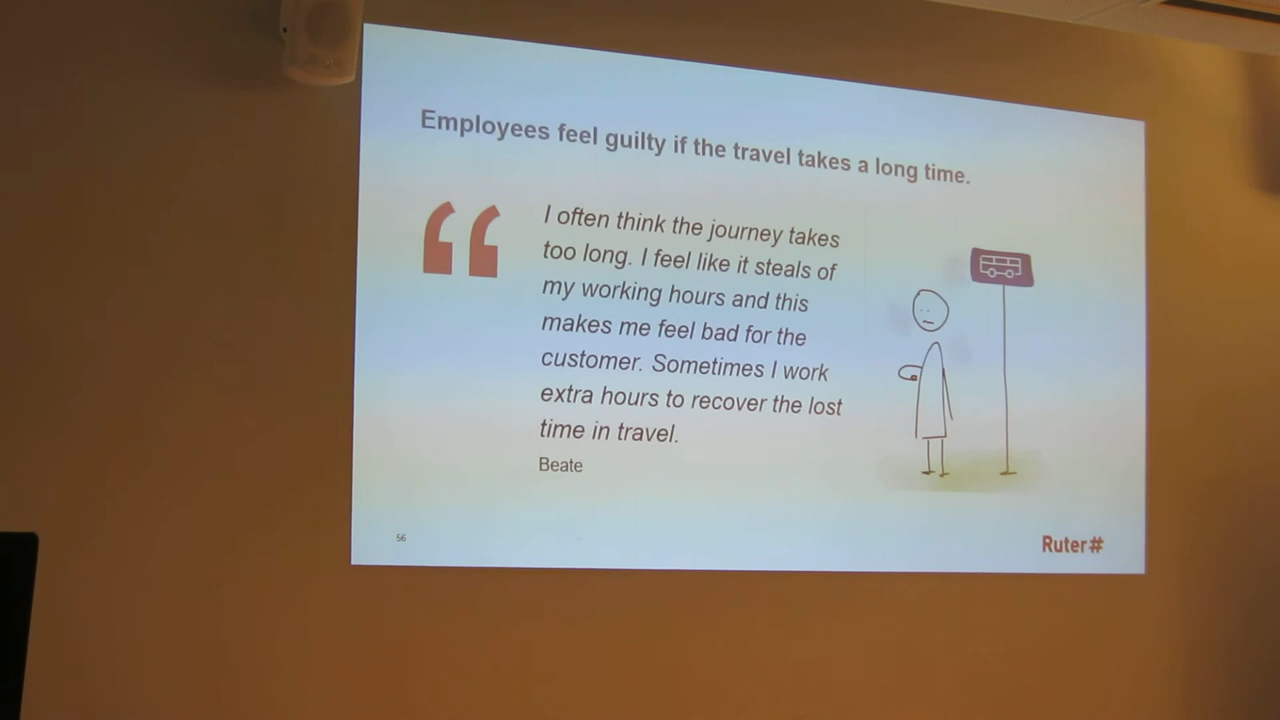 Employees feel guilty if the travel takes a long time.
I often think the journey takes
too long. I feel like it steals of
my working hours and this
makes me feel bad for the
customer. Sometimes I work
extra hours to recover the lost
time in travel.
Beate
56
Ruter#